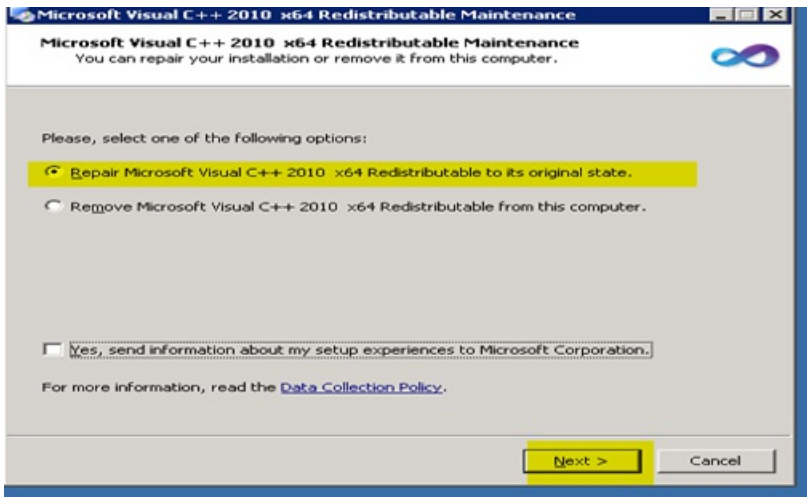 Microsoft Visual C++ 2010 x64 Redistributable Maintenance
Microsoft Visual C++ 2010 x64 Redistributable Maintenance
You can repair your installation or remove it from this computer.
Please, select one of the following options:
Repair Microsoft Visual C++ 2010 x64 Redistributable to its original state.
Remove Microsoft Visual C++ 2010 x64 Redistributable from this computer.
Yes, send information about my setup experiences to Microsoft Corporation.
For more information, read the Data Collection Policy.
Next > Cancel